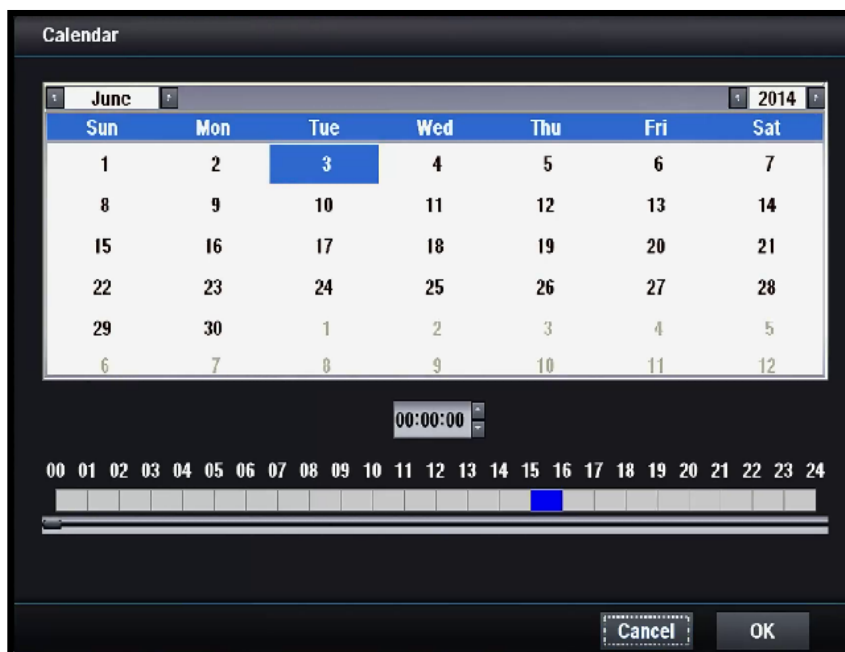 Calendar
June 2014
Sun Mon Tue Wed Thu Fri Sat
1 2 3 4 5 6 7
8 9 10 11 12 13 14
15 16 17 18 19 20 21
22 23 24 25 26 27 28
29 30 1 2 3 4 5
6 7 8 9 10 11 12
00:00:00
00 01 02 03 04 05 06 07 08 09 10 11 12 13 14 15 16 17 18 19 20 21 22 23 24
Cancel OK